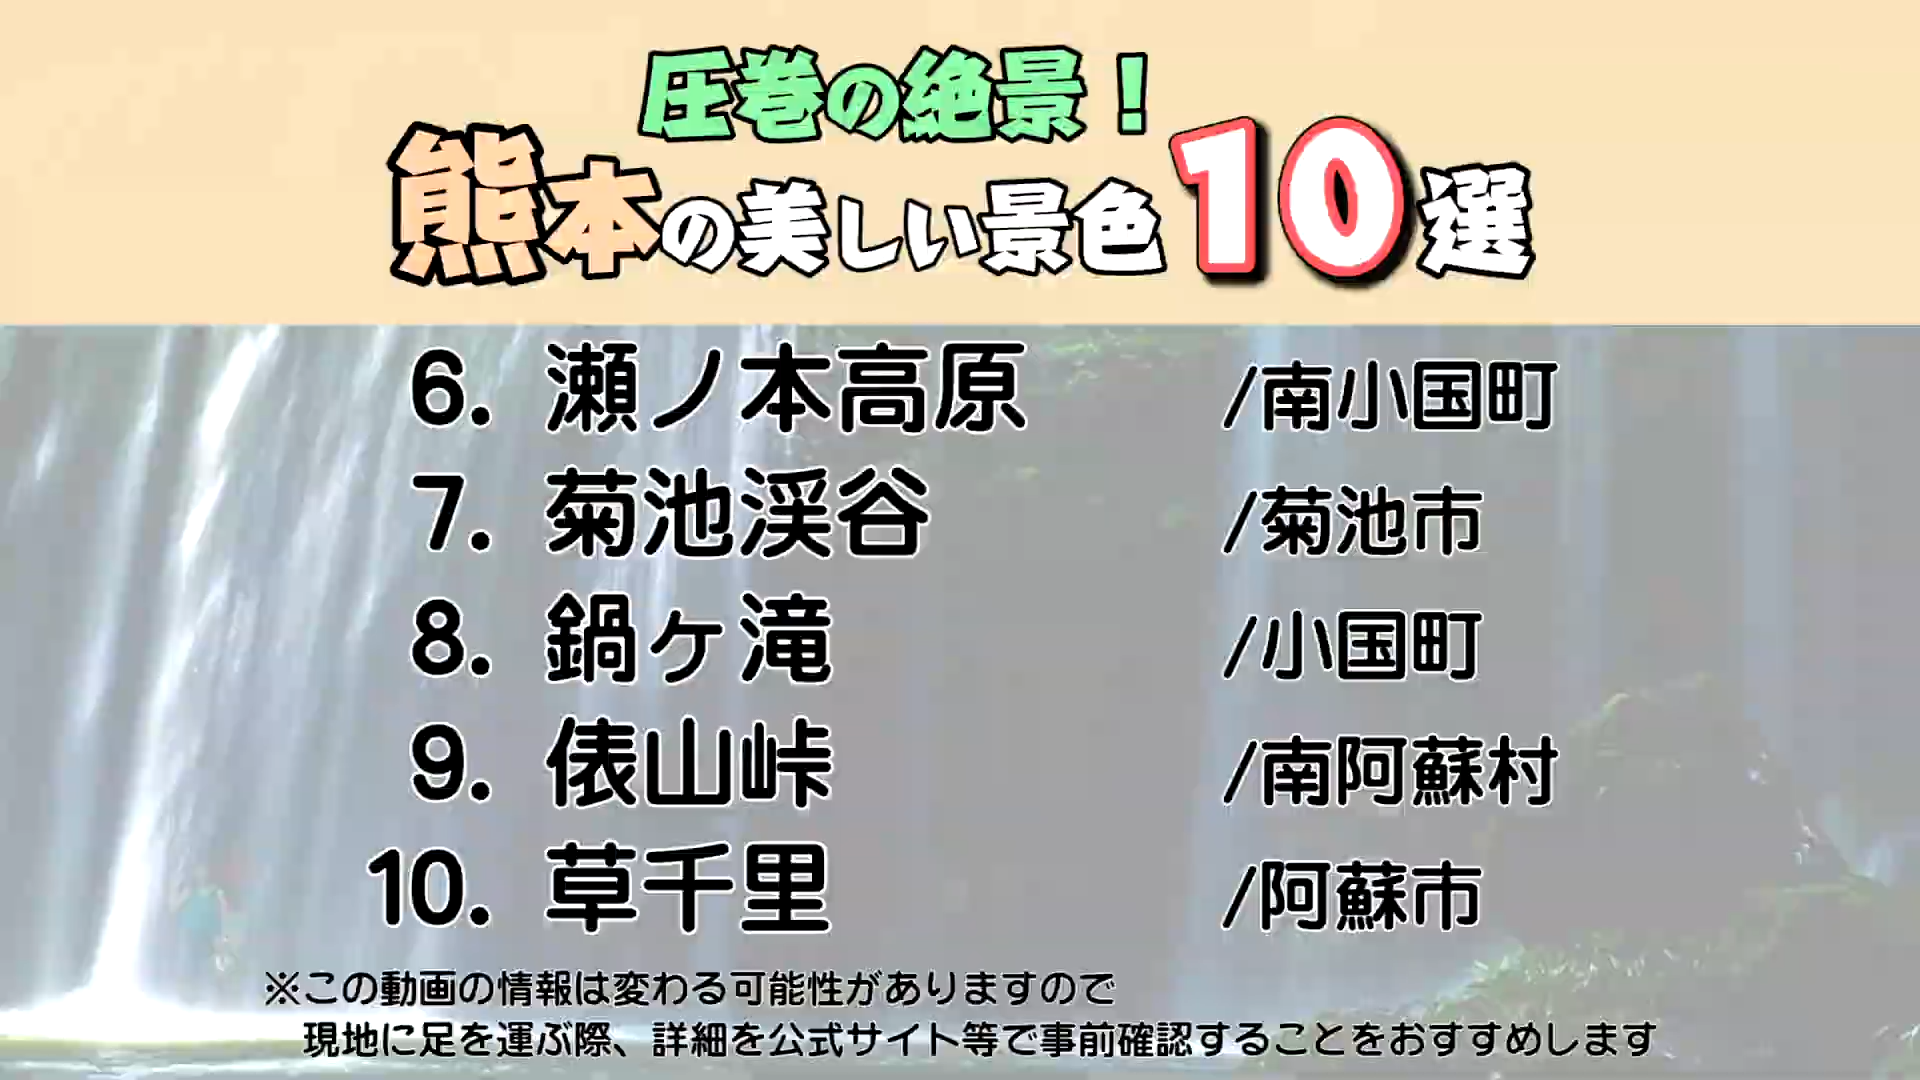 圧巻の絶景！
熊本の美しい景色10選
6. 瀬ノ本高原 /南小国町
7. 菊池渓谷 /菊池市
8. 鍋ヶ滝 /小国町
9. 俵山峠 /南阿蘇村
10. 草千里 /阿蘇市
※この動画の情報は変わる可能性がありますので
現地に足を運ぶ際、詳細を公式サイト等で事前確認することをおすすめします